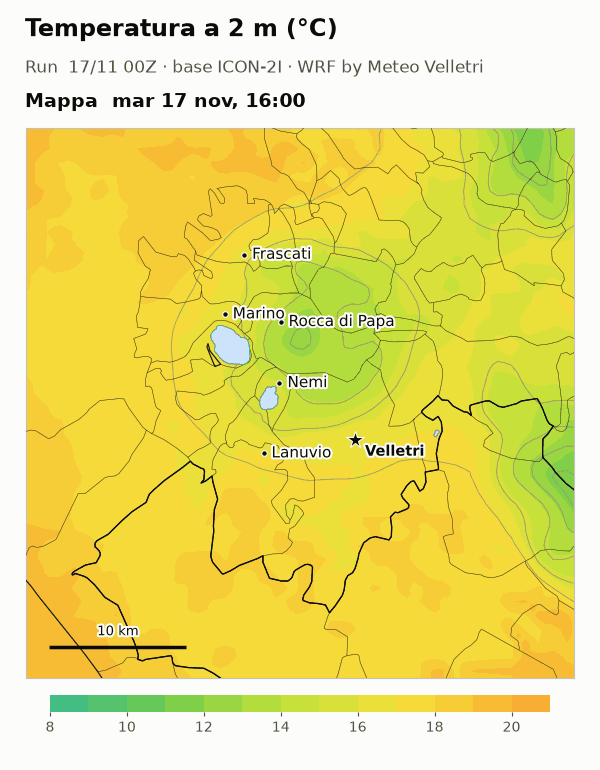 Temperatura a 2 m (°C)
Run  17/11 00Z · base ICON-2I · WRF by Meteo Velletri
Mappa  mar 17 nov, 16:00
Frascati
Marino
Rocca di Papa
Nemi
Velletri
Lanuvio
10 km
8 10 12 14 16 18 20